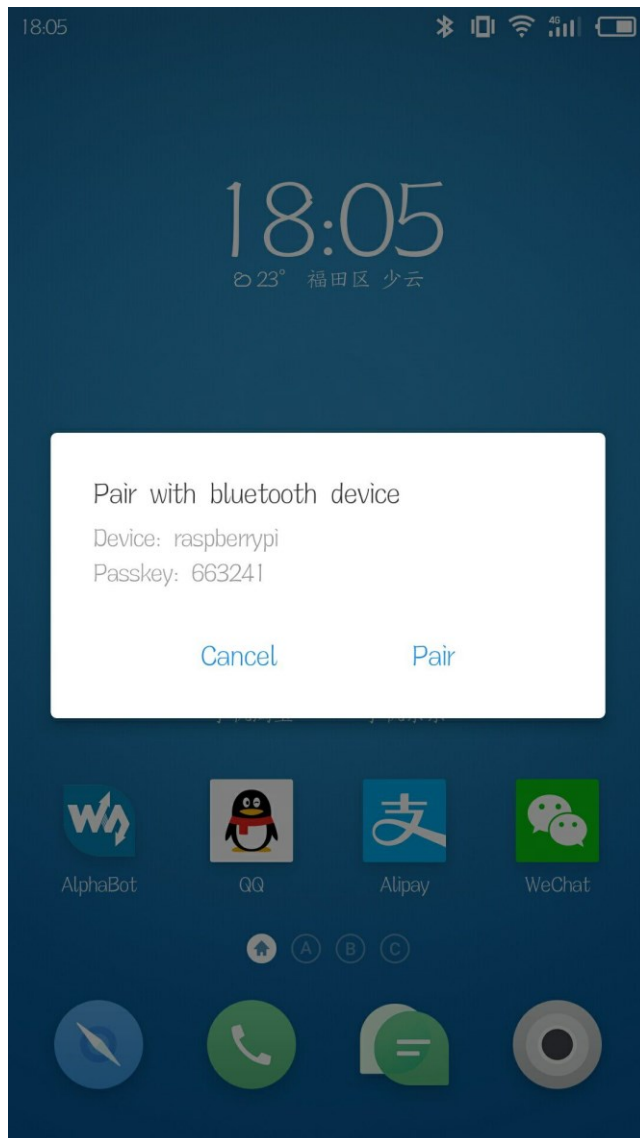 18:05
4G
18:05
23° 福田区 少云
Pair with bluetooth device
Device: raspberrypi
Passkey: 663241
Cancel Pair
AlphaBot QQ Alipay WeChat
A B C